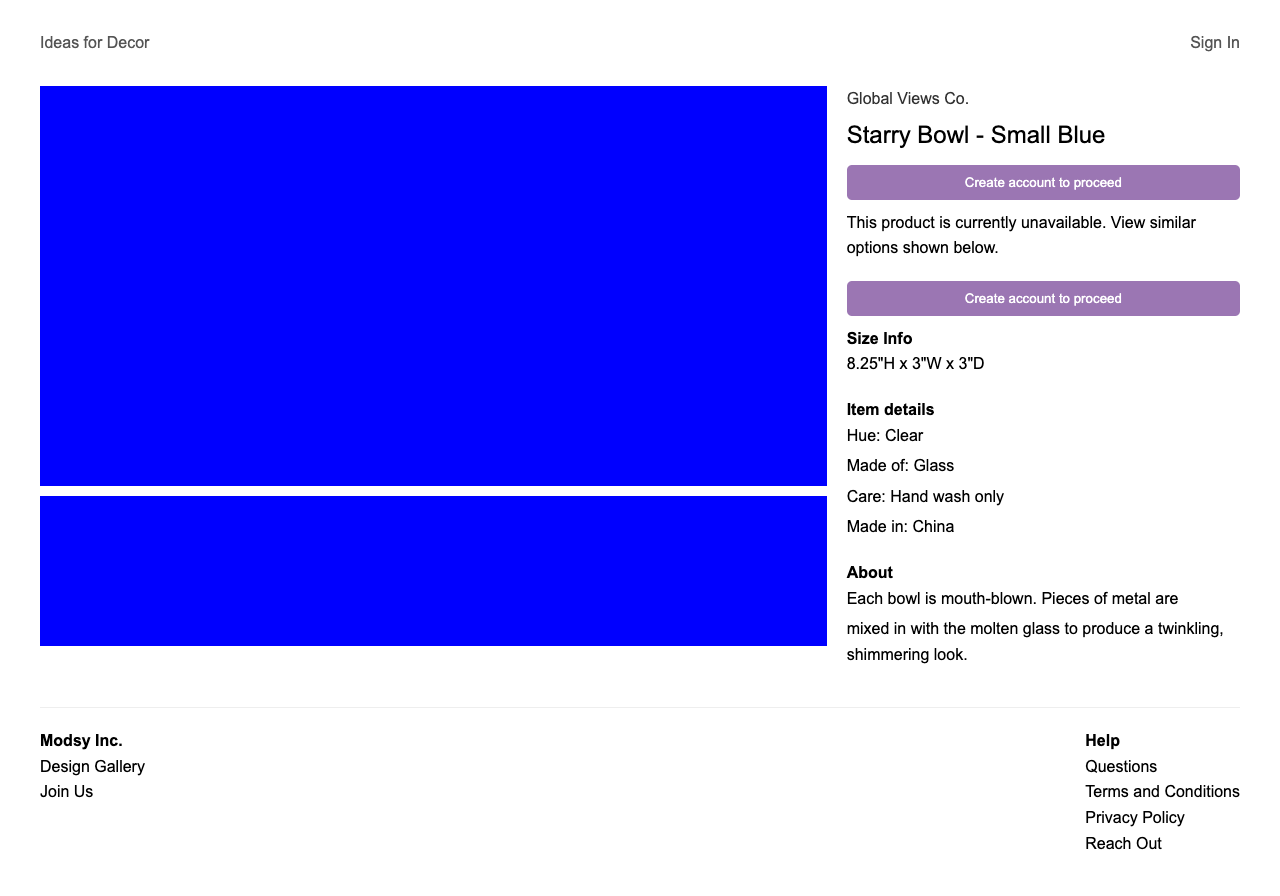 Ideas for Decor
Sign In
Global Views Co.
Starry Bowl - Small Blue
Create account to proceed
This product is currently unavailable. View similar
options shown below.
Create account to proceed
Size Info
8.25"H x 3"W x 3"D
Item details
Hue: Clear
Made of: Glass
Care: Hand wash only
Made in: China
About
Each bowl is mouth-blown. Pieces of metal are
mixed in with the molten glass to produce a twinkling,
shimmering look.
Modsy Inc.
Design Gallery
Join Us
Help
Questions
Terms and Conditions
Privacy Policy
Reach Out